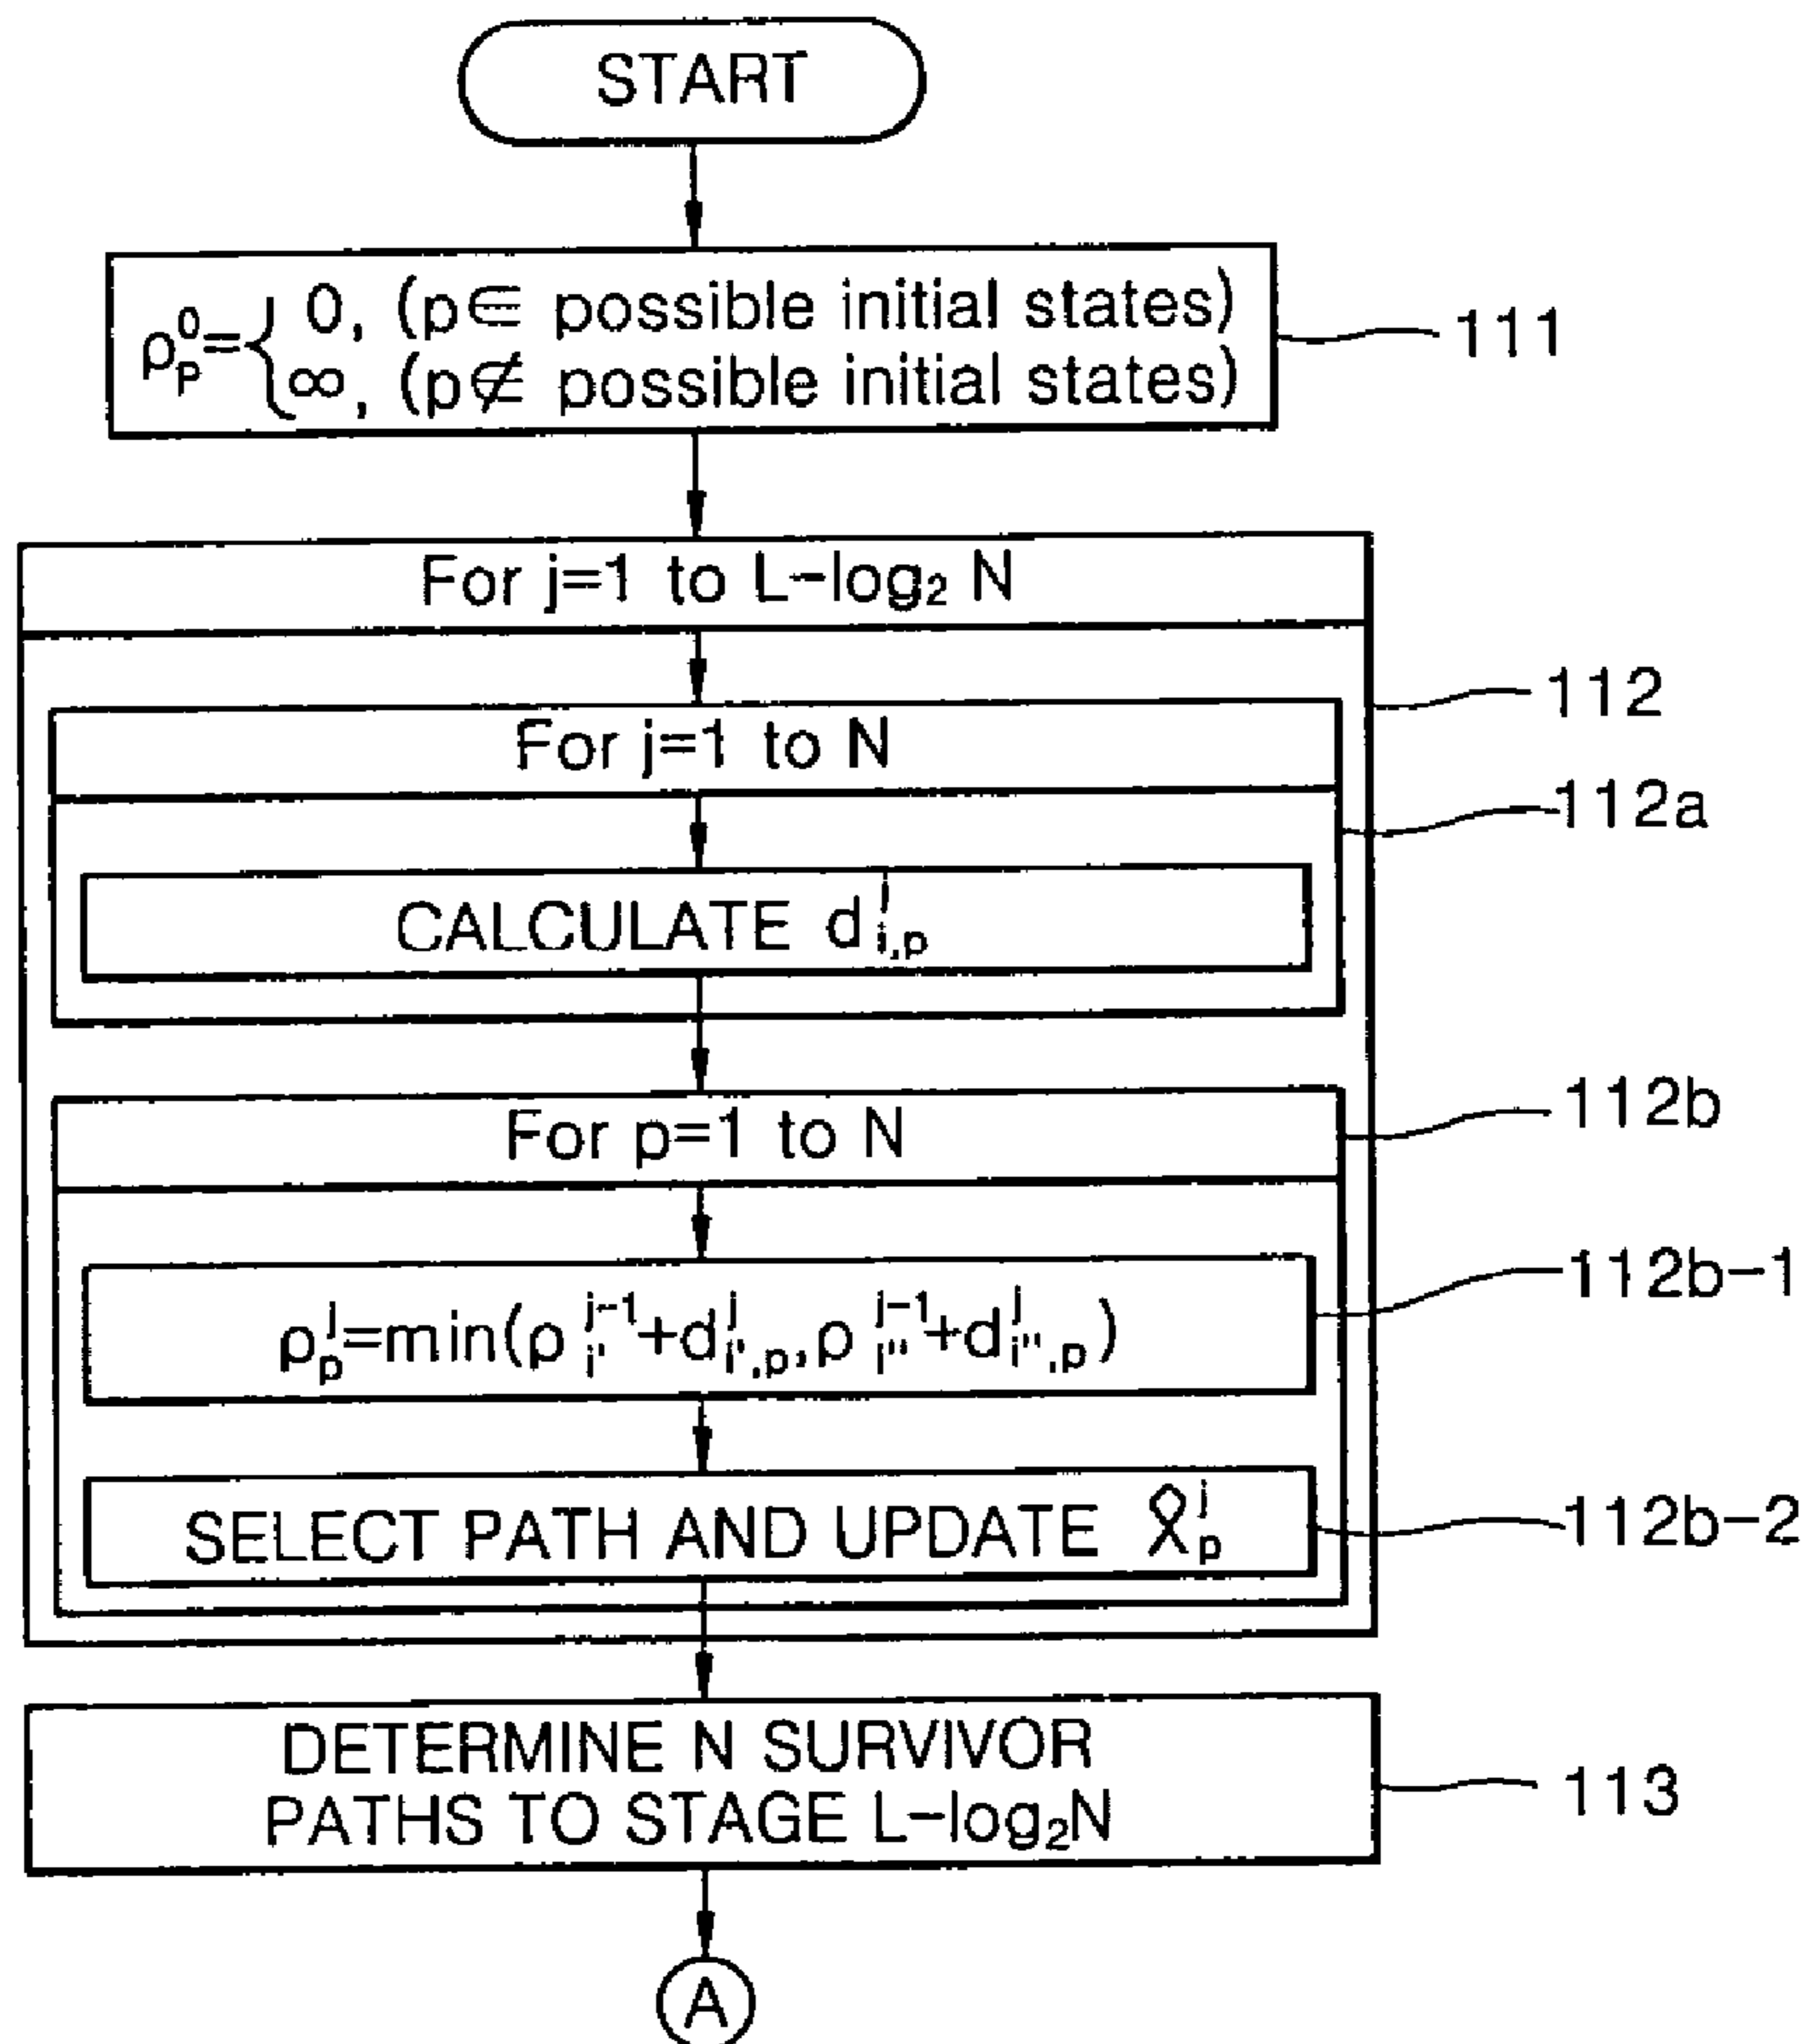 START
ρ_p^0 = { 0, (p∈ possible initial states)
∞, (p∉ possible initial states)
111
For j=1 to L-log₂ N
112
For j=1 to N
112a
CALCULATE d_{i,p}^j
For p=1 to N
112b
ρ_p^j=min(ρ_{i'}^{j-1}+d_{i',p}^j, ρ_{i''}^{j-1}+d_{i'',p}^j)
112b-1
SELECT PATH AND UPDATE x̂_p^j
112b-2
DETERMINE N SURVIVOR
PATHS TO STAGE L-log₂N
113
A